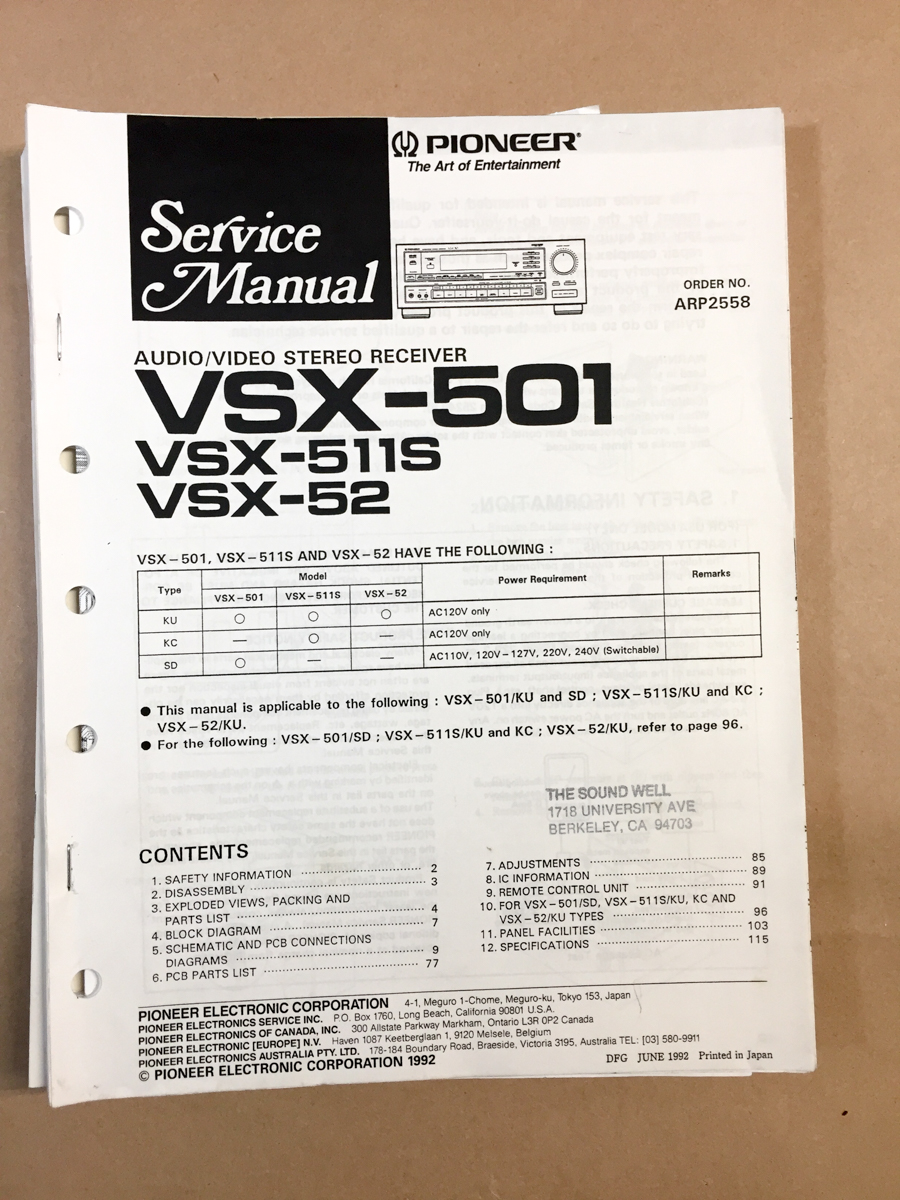 Service
Manual
PIONEER®
The Art of Entertainment
ORDER NO.
ARP2558
AUDIO/VIDEO STEREO RECEIVER
VSX-501
VSX-511S
VSX-52
VSX-501, VSX-511S AND VSX-52 HAVE THE FOLLOWING :
Type Model Power Requirement Remarks
VSX-501 VSX-511S VSX-52
KU ○ ○ ○ AC120V only
KC — ○ — AC120V only
SD ○ — — AC110V, 120V-127V, 220V, 240V (Switchable)
● This manual is applicable to the following : VSX-501/KU and SD ; VSX-511S/KU and KC ;
VSX-52/KU.
● For the following : VSX-501/SD ; VSX-511S/KU and KC ; VSX-52/KU, refer to page 96.
THE SOUND WELL
1718 UNIVERSITY AVE
BERKELEY, CA 94703
CONTENTS
1. SAFETY INFORMATION 2
2. DISASSEMBLY 3
3. EXPLODED VIEWS, PACKING AND
PARTS LIST 4
4. BLOCK DIAGRAM 7
5. SCHEMATIC AND PCB CONNECTIONS
DIAGRAMS 9
6. PCB PARTS LIST 77
7. ADJUSTMENTS 85
8. IC INFORMATION 89
9. REMOTE CONTROL UNIT 91
10. FOR VSX-501/SD, VSX-511S/KU, KC AND
VSX-52/KU TYPES 96
11. PANEL FACILITIES 103
12. SPECIFICATIONS 115
PIONEER ELECTRONIC CORPORATION 4-1, Meguro 1-Chome, Meguro-ku, Tokyo 153, Japan
PIONEER ELECTRONICS SERVICE INC. P.O. Box 1760, Long Beach, California 90801 U.S.A.
PIONEER ELECTRONICS OF CANADA, INC. 300 Allstate Parkway Markham, Ontario L3R 0P2 Canada
PIONEER ELECTRONIC [EUROPE] N.V. Haven 1087 Keetberglaan 1, 9120 Melsele, Belgium
PIONEER ELECTRONICS AUSTRALIA PTY. LTD. 178-184 Boundary Road, Braeside, Victoria 3195, Australia TEL: [03] 580-9911
© PIONEER ELECTRONIC CORPORATION 1992
DFG JUNE 1992 Printed in Japan